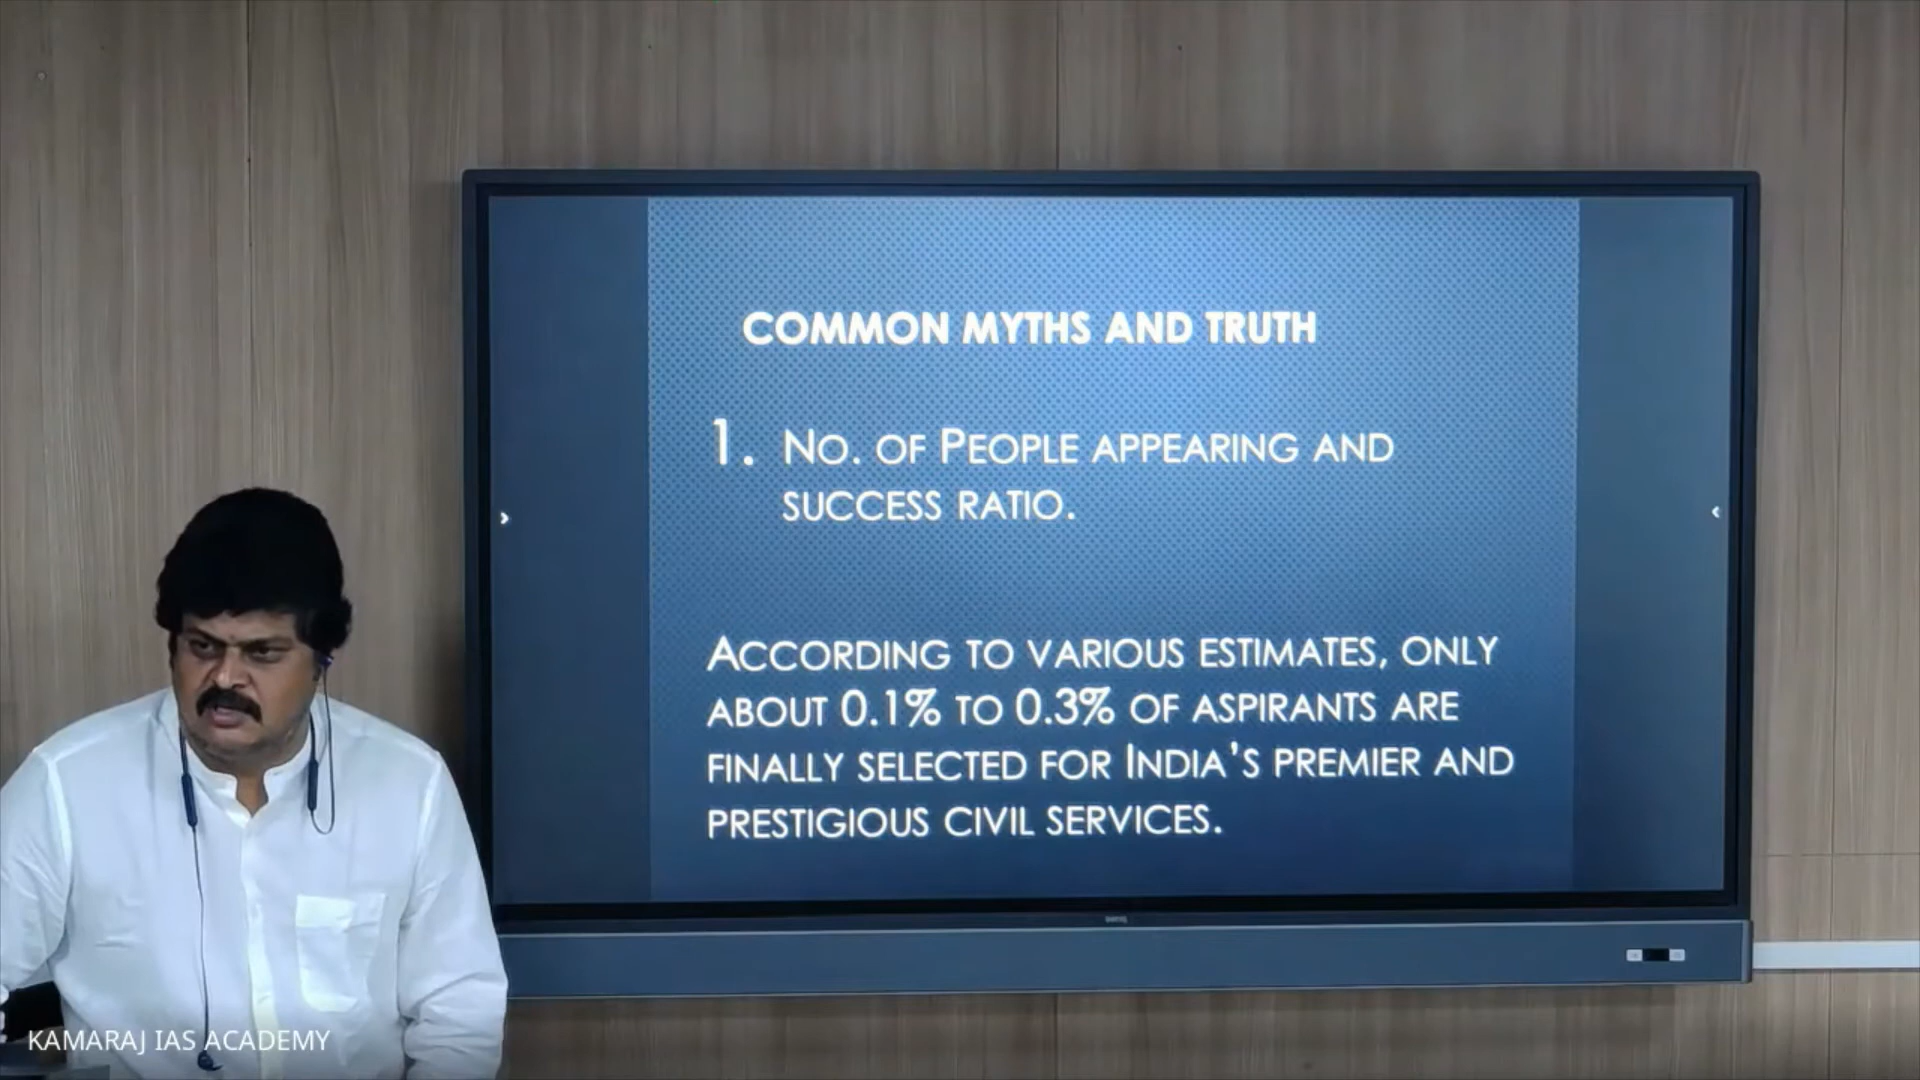 COMMON MYTHS AND TRUTH
1. NO. OF PEOPLE APPEARING AND
SUCCESS RATIO.
ACCORDING TO VARIOUS ESTIMATES, ONLY
ABOUT 0.1% TO 0.3% OF ASPIRANTS ARE
FINALLY SELECTED FOR INDIA'S PREMIER AND
PRESTIGIOUS CIVIL SERVICES.
KAMARAJ IAS ACADEMY